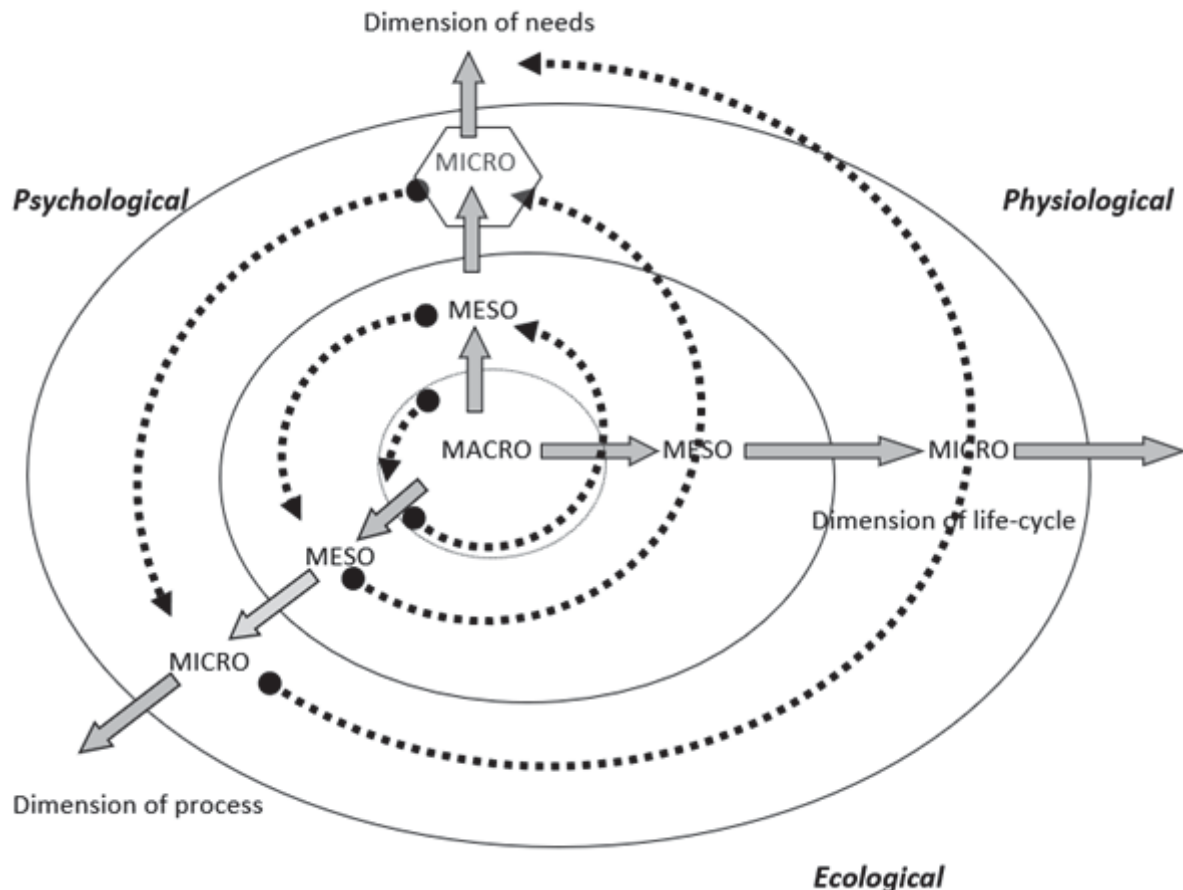 Dimension of needs
MICRO
Psychological
Physiological
MESO
MACRO
MESO
MICRO
Dimension of life-cycle
MESO
MICRO
Dimension of process
Ecological